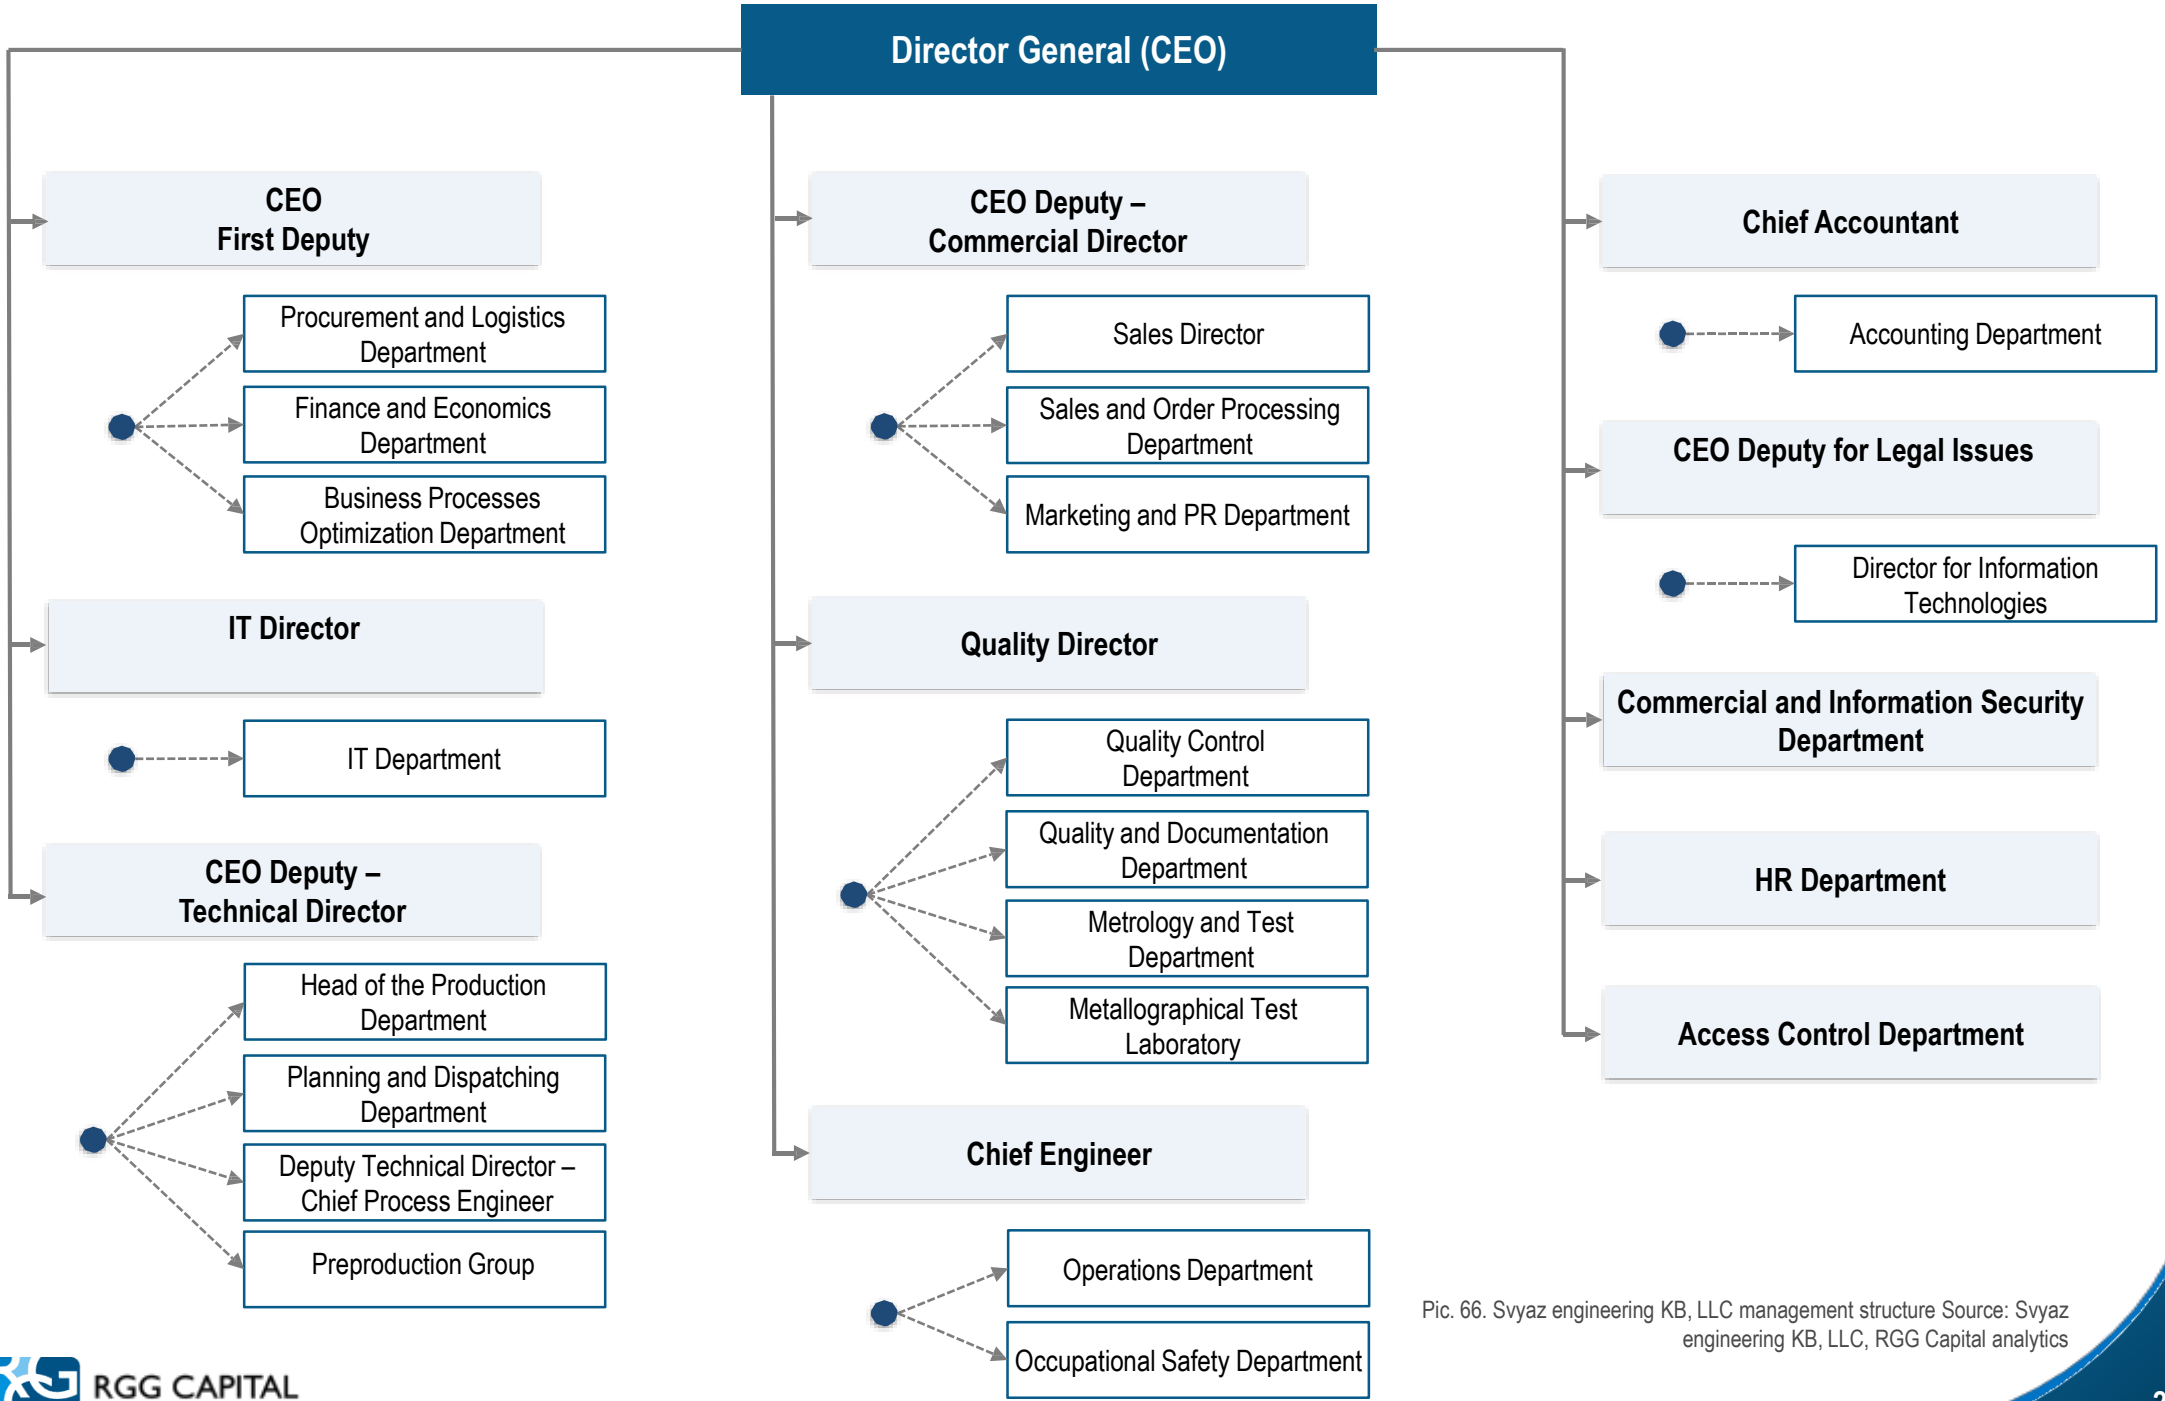 Director General (CEO)
CEO
First Deputy
Procurement and Logistics
Department
Finance and Economics
Department
Business Processes
Optimization Department
IT Director
IT Department
CEO Deputy –
Technical Director
Head of the Production
Department
Planning and Dispatching
Department
Deputy Technical Director –
Chief Process Engineer
Preproduction Group
CEO Deputy –
Commercial Director
Sales Director
Sales and Order Processing
Department
Marketing and PR Department
Quality Director
Quality Control
Department
Quality and Documentation
Department
Metrology and Test
Department
Metallographical Test
Laboratory
Chief Engineer
Operations Department
Occupational Safety Department
Chief Accountant
Accounting Department
CEO Deputy for Legal Issues
Director for Information
Technologies
Commercial and Information Security
Department
HR Department
Access Control Department
Pic. 66. Svyaz engineering KB, LLC management structure Source: Svyaz
engineering KB, LLC, RGG Capital analytics
RGG CAPITAL